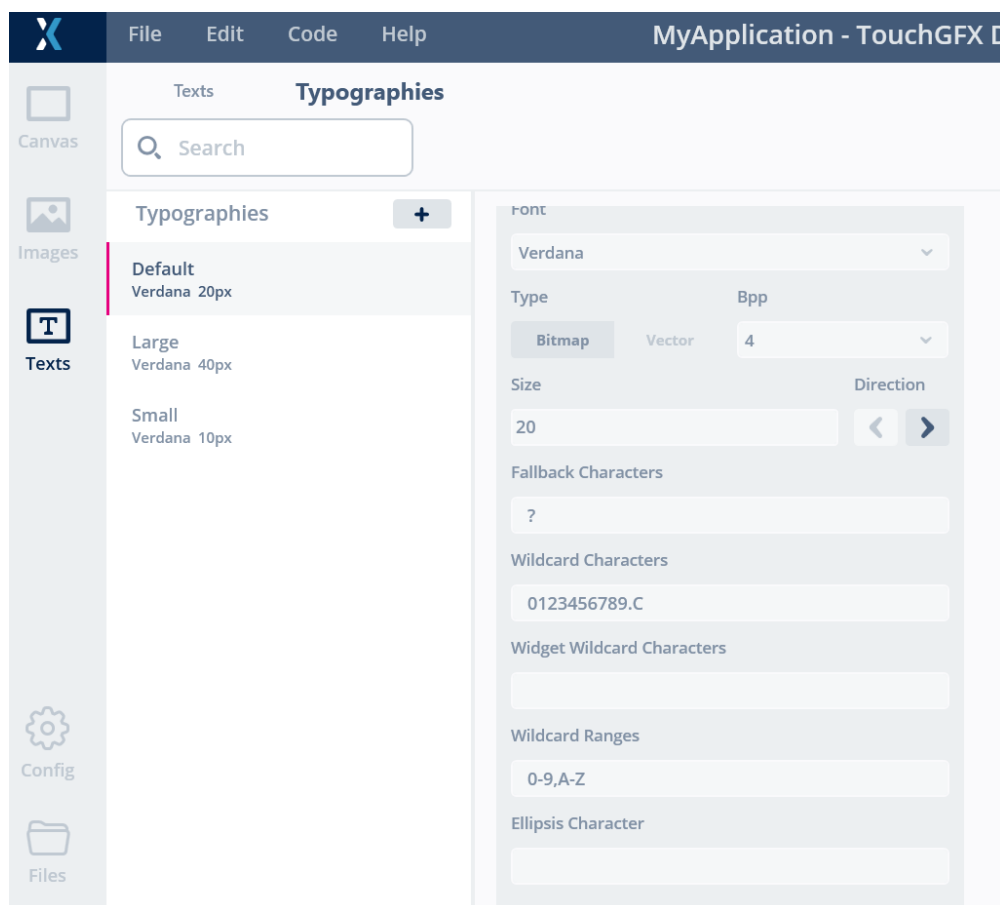 File Edit Code Help MyApplication - TouchGFX D
Texts Typographies
Canvas
Search
Images
Texts
Typographies +
Default
Verdana 20px
Large
Verdana 40px
Small
Verdana 10px
Config
Files
Font
Verdana
Type Bpp
Bitmap Vector 4
Size Direction
20
Fallback Characters
?
Wildcard Characters
0123456789.C
Widget Wildcard Characters
Wildcard Ranges
0-9,A-Z
Ellipsis Character